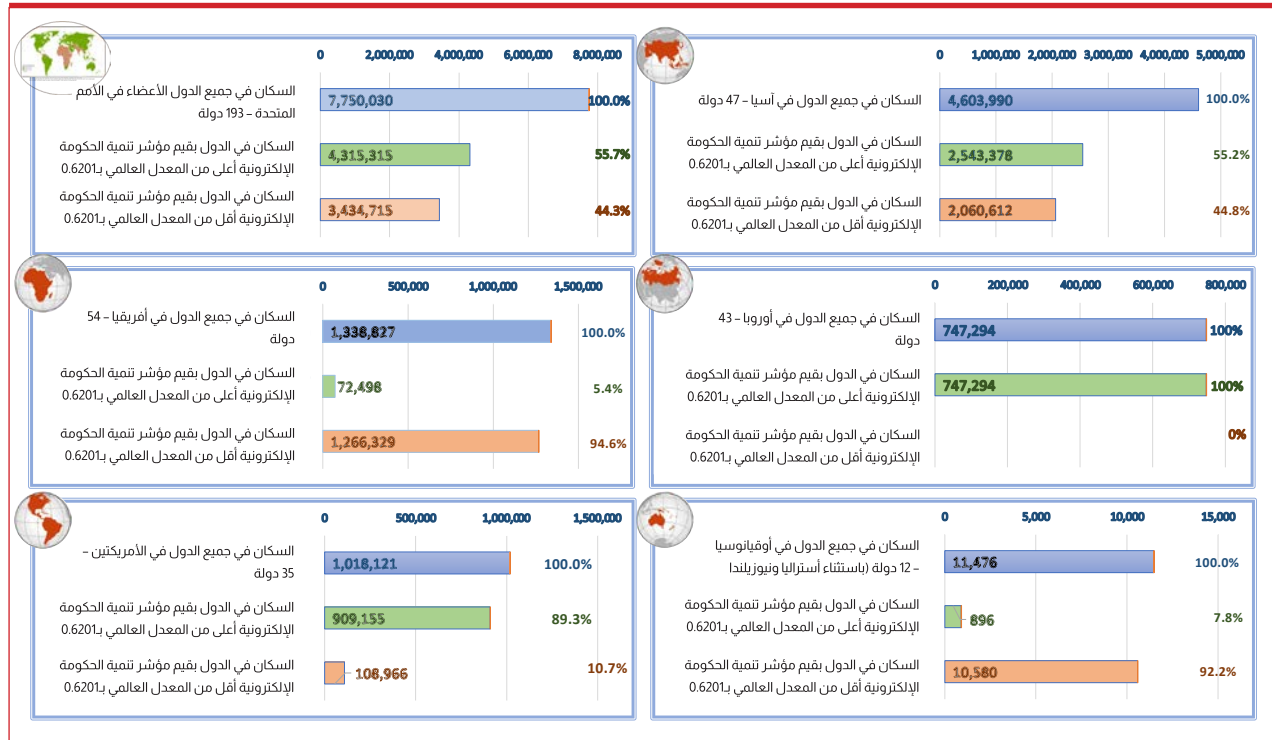 0 2,000,000 4,000,000 6,000,000 8,000,000
السكان في جميع الدول الأعضاء في الأمم
المتحدة – 193 دولة
7,750,030
100.0%
السكان في الدول بقيم مؤشر تنمية الحكومة
الإلكترونية أعلى من المعدل العالمي بـ0.6201
4,315,315
55.7%
السكان في الدول بقيم مؤشر تنمية الحكومة
الإلكترونية أقل من المعدل العالمي بـ0.6201
3,434,715
44.3%
0 1,000,000 2,000,000 3,000,000 4,000,000 5,000,000
السكان في جميع الدول في آسيا – 47 دولة
4,603,990
100.0%
السكان في الدول بقيم مؤشر تنمية الحكومة
الإلكترونية أعلى من المعدل العالمي بـ0.6201
2,543,378
55.2%
السكان في الدول بقيم مؤشر تنمية الحكومة
الإلكترونية أقل من المعدل العالمي بـ0.6201
2,060,612
44.8%
0 500,000 1,000,000 1,500,000
السكان في جميع الدول في أفريقيا – 54
دولة
1,338,827
100.0%
السكان في الدول بقيم مؤشر تنمية الحكومة
الإلكترونية أعلى من المعدل العالمي بـ0.6201
72,498
5.4%
السكان في الدول بقيم مؤشر تنمية الحكومة
الإلكترونية أقل من المعدل العالمي بـ0.6201
1,266,329
94.6%
0 200,000 400,000 600,000 800,000
السكان في جميع الدول في أوروبا – 43
دولة
747,294
100%
السكان في الدول بقيم مؤشر تنمية الحكومة
الإلكترونية أعلى من المعدل العالمي بـ0.6201
747,294
100%
السكان في الدول بقيم مؤشر تنمية الحكومة
الإلكترونية أقل من المعدل العالمي بـ0.6201
0%
0 500,000 1,000,000 1,500,000
السكان في جميع الدول في الأمريكتين –
35 دولة
1,018,121
100.0%
السكان في الدول بقيم مؤشر تنمية الحكومة
الإلكترونية أعلى من المعدل العالمي بـ0.6201
909,155
89.3%
السكان في الدول بقيم مؤشر تنمية الحكومة
الإلكترونية أقل من المعدل العالمي بـ0.6201
108,966
10.7%
0 5,000 10,000 15,000
السكان في جميع الدول في أوقيانوسيا
– 12 دولة (باستثناء أستراليا ونيوزيلندا
11,476
100.0%
السكان في الدول بقيم مؤشر تنمية الحكومة
الإلكترونية أعلى من المعدل العالمي بـ0.6201
896
7.8%
السكان في الدول بقيم مؤشر تنمية الحكومة
الإلكترونية أقل من المعدل العالمي بـ0.6201
10,580
92.2%